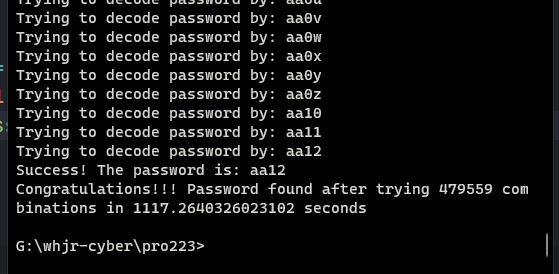 Trying to decode password by: aa0u
Trying to decode password by: aa0v
Trying to decode password by: aa0w
Trying to decode password by: aa0x
Trying to decode password by: aa0y
Trying to decode password by: aa0z
Trying to decode password by: aa10
Trying to decode password by: aa11
Trying to decode password by: aa12
Success! The password is: aa12
Congratulations!!! Password found after trying 479559 com
binations in 1117.2640326023102 seconds
G:\whjr-cyber\pro223>